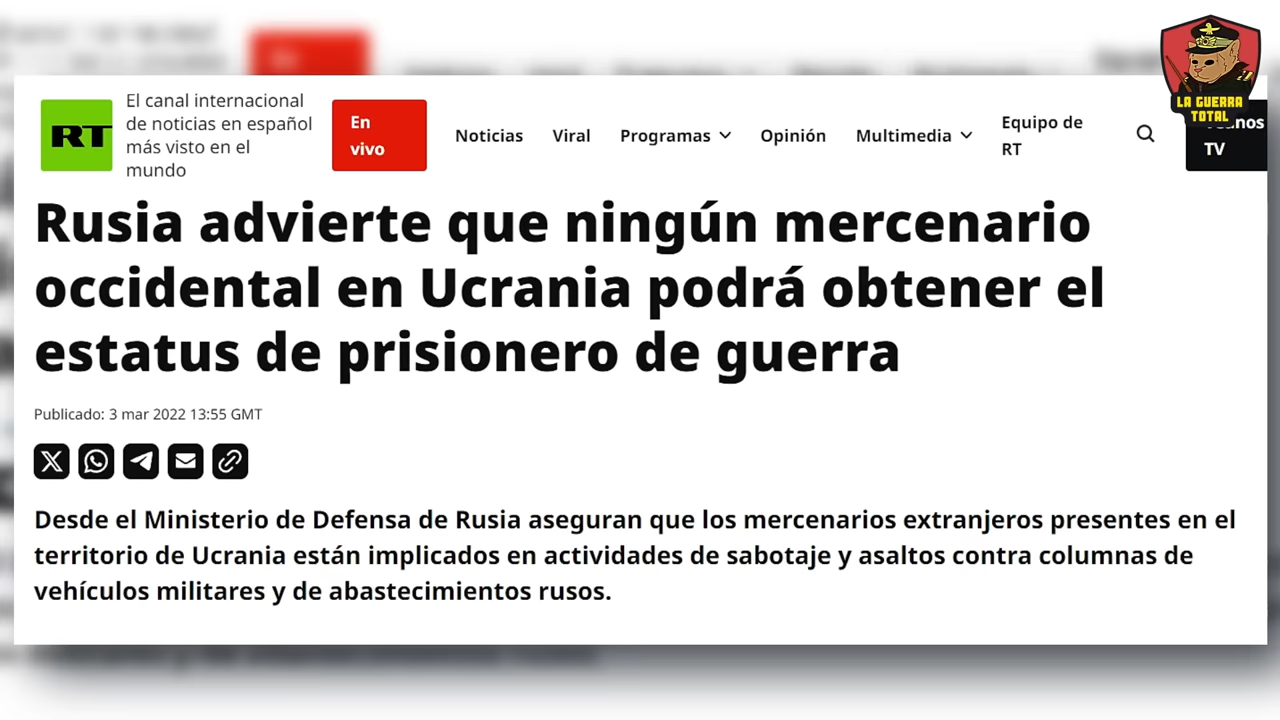 RT
El canal internacional
de noticias en español
más visto en el
mundo
En
vivo
Noticias
Viral
Programas
Opinión
Multimedia
Equipo de
RT
TV
LA GUERRA
TOTAL
Rusia advierte que ningún mercenario
occidental en Ucrania podrá obtener el
estatus de prisionero de guerra
Publicado: 3 mar 2022 13:55 GMT
Desde el Ministerio de Defensa de Rusia aseguran que los mercenarios extranjeros presentes en el
territorio de Ucrania están implicados en actividades de sabotaje y asaltos contra columnas de
vehículos militares y de abastecimientos rusos.